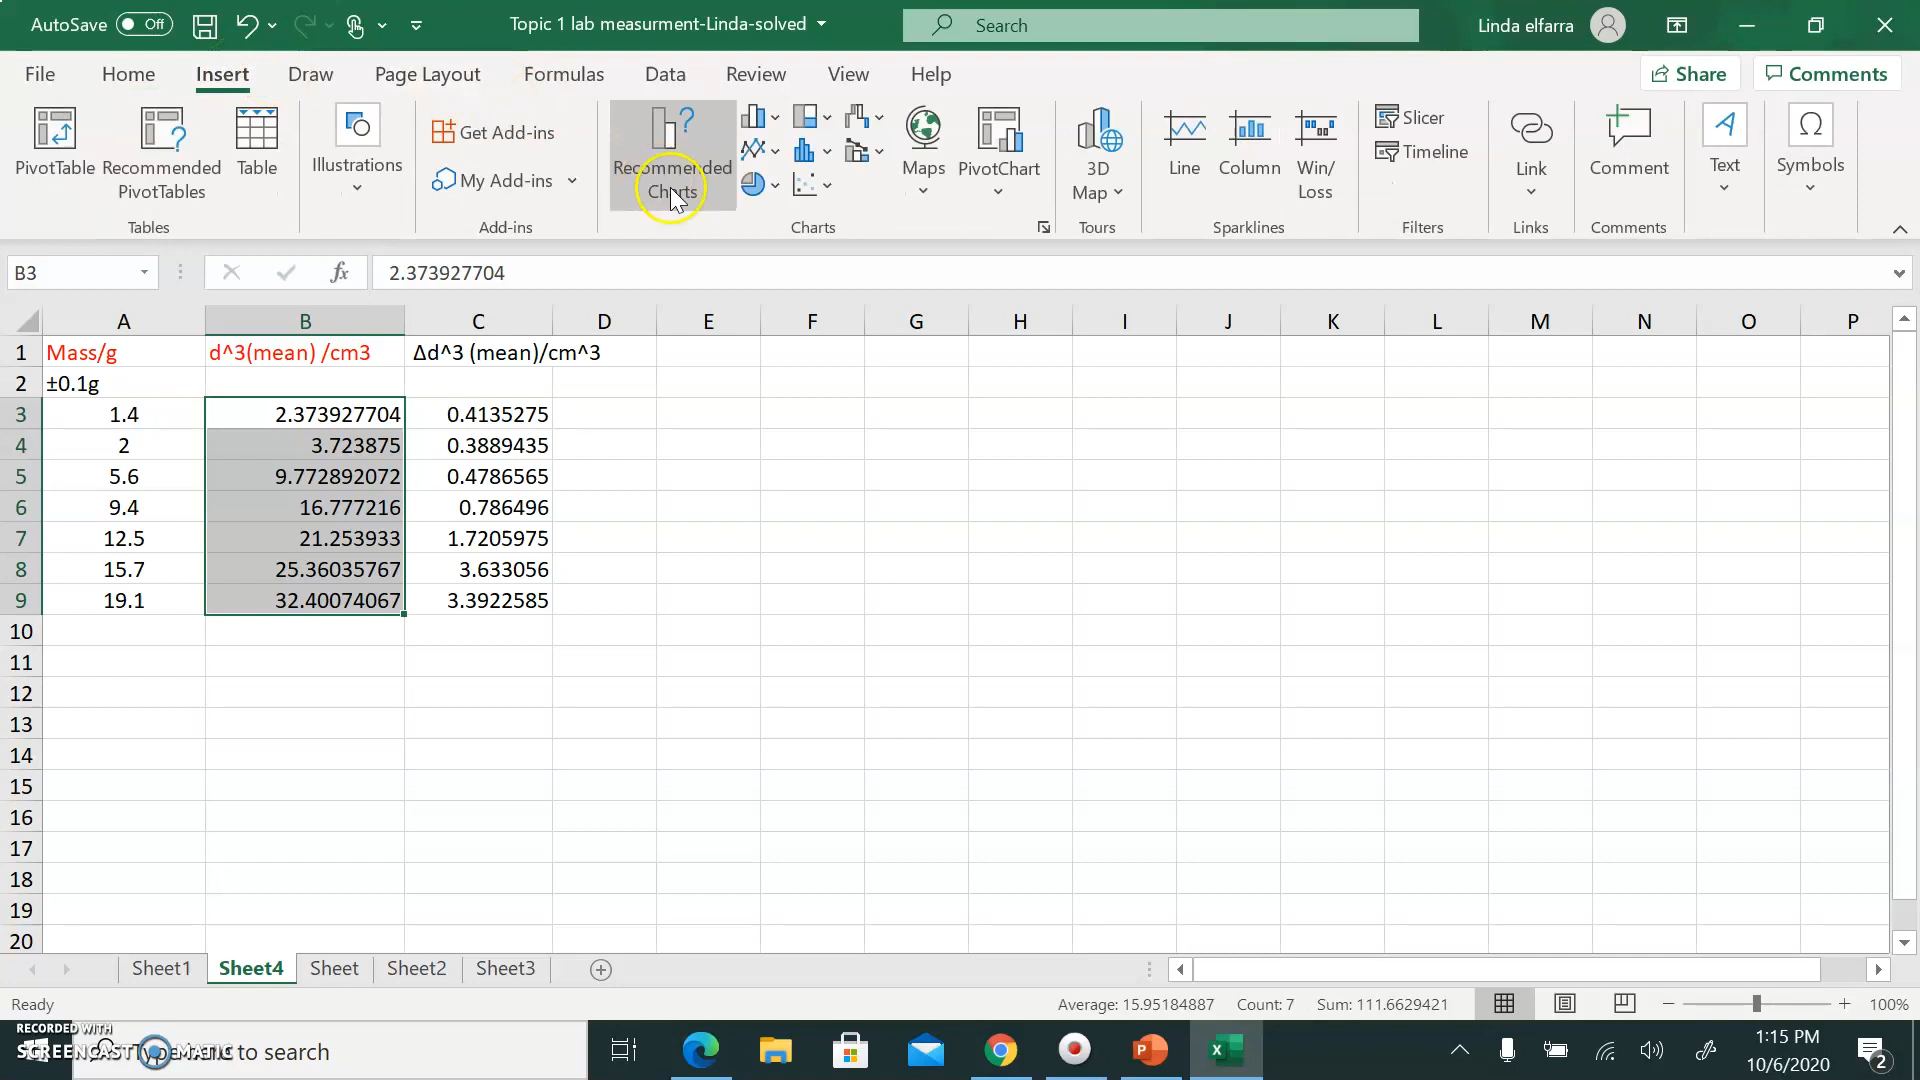 AutoSave Off Topic 1 lab measurment-Linda-solved Search Linda elfarra
File Home Insert Draw Page Layout Formulas Data Review View Help Share Comments
PivotTable Recommended PivotTables Table Illustrations Get Add-ins My Add-ins Recommended Charts Maps PivotChart 3D Map Line Column Win/Loss Slicer Timeline Link Comment Text Symbols
Tables Add-ins Charts Tours Sparklines Filters Links Comments
B3 fx 2.373927704
A B C D E F G H I J K L M N O P
1 Mass/g d^3(mean) /cm3 Δd^3 (mean)/cm^3
2 ±0.1g
3 1.4 2.373927704 0.4135275
4 2 3.723875 0.3889435
5 5.6 9.772892072 0.4786565
6 9.4 16.777216 0.786496
7 12.5 21.253933 1.7205975
8 15.7 25.36035767 3.633056
9 19.1 32.40074067 3.3922585
10
11
12
13
14
15
16
17
18
19
20
Sheet1 Sheet4 Sheet Sheet2 Sheet3
Ready Average: 15.95184887 Count: 7 Sum: 111.6629421 100%
RECORDED WITH
SCREENCAST MATIC
Type here to search
1:15 PM
10/6/2020
2